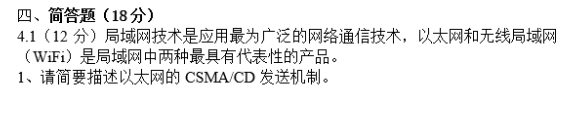 四、简答题（18分）
4.1（12 分）局域网技术是应用最为广泛的网络通信技术，以太网和无线局域网
（WiFi）是局域网中两种最具有代表性的产品。
1、请简要描述以太网的 CSMA/CD 发送机制。